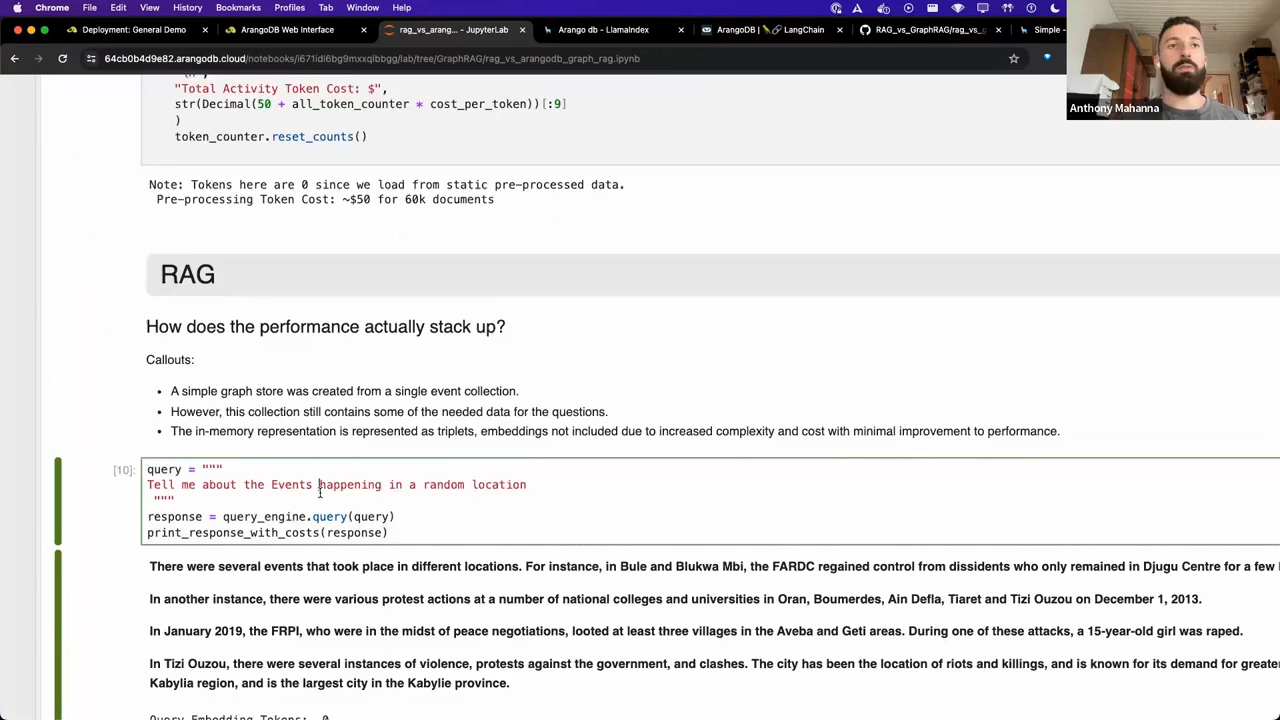 Chrome File Edit View History Bookmarks Profiles Tab Window Help
Deployment: General Demo
ArangoDB Web Interface
rag_vs_arang... - JupyterLab
Arango db - LlamaIndex
ArangoDB | LangChain
RAG_vs_GraphRAG/rag_vs_g
Simple -
64cb0b4d9e82.arangodb.cloud/notebooks/i671idl6bg9mxxqlbbgg/lab/tree/GraphRAG/rag_vs_arangodb_graph_rag.ipynb
Anthony Mahanna
"Total Activity Token Cost: $",
str(Decimal(50 + all_token_counter * cost_per_token))[:9]
)
token_counter.reset_counts()
Note: Tokens here are 0 since we load from static pre-processed data.
Pre-processing Token Cost: ~$50 for 60k documents
RAG
How does the performance actually stack up?
Callouts:
• A simple graph store was created from a single event collection.
• However, this collection still contains some of the needed data for the questions.
• The in-memory representation is represented as triplets, embeddings not included due to increased complexity and cost with minimal improvement to performance.
[10]: query = """
Tell me about the Events happening in a random location
"""
response = query_engine.query(query)
print_response_with_costs(response)
There were several events that took place in different locations. For instance, in Bule and Blukwa Mbi, the FARDC regained control from dissidents who only remained in Djugu Centre for a few
In another instance, there were various protest actions at a number of national colleges and universities in Oran, Boumerdes, Ain Defla, Tiaret and Tizi Ouzou on December 1, 2013.
In January 2019, the FRPI, who were in the midst of peace negotiations, looted at least three villages in the Aveba and Geti areas. During one of these attacks, a 15-year-old girl was raped.
In Tizi Ouzou, there were several instances of violence, protests against the government, and clashes. The city has been the location of riots and killings, and is known for its demand for greate
Kabylia region, and is the largest city in the Kabylie province.
Query Embedding Tokens: 0